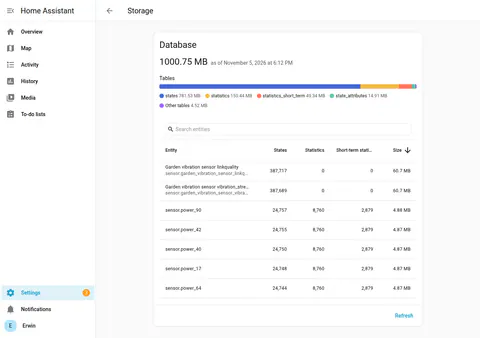 Home Assistant
Storage
Overview
Map
Activity
History
Media
To-do lists
Settings
Notifications
E Erwin
Database
1000.75 MB as of November 5, 2026 at 6:12 PM
Tables
states 781.52 MB statistics MB statistics_short_term 49.34 MB state_attributes 14.91 MB
Other tables 4.52 MB
Search entities
Entity States Statistics Short-term stati... Size
Garden vibration sensor linkquality
sensor.garden_vibration_sensor_linkq...
387,717 0 0 60.7 MB
Garden vibration sensor vibration_stre...
sensor.garden_vibration_sensor_vibra...
387,689 0 0 60.7 MB
sensor.power_50 24,757 8,760 2,879 4.88 MB
sensor.power_42 24,755 8,760 2,879 4.87 MB
sensor.power_40 24,750 8,760 2,879 4.87 MB
sensor.power_17 24,748 8,760 2,879 4.87 MB
sensor.power_64 24,744 8,760 2,879 4.87 MB
Refresh